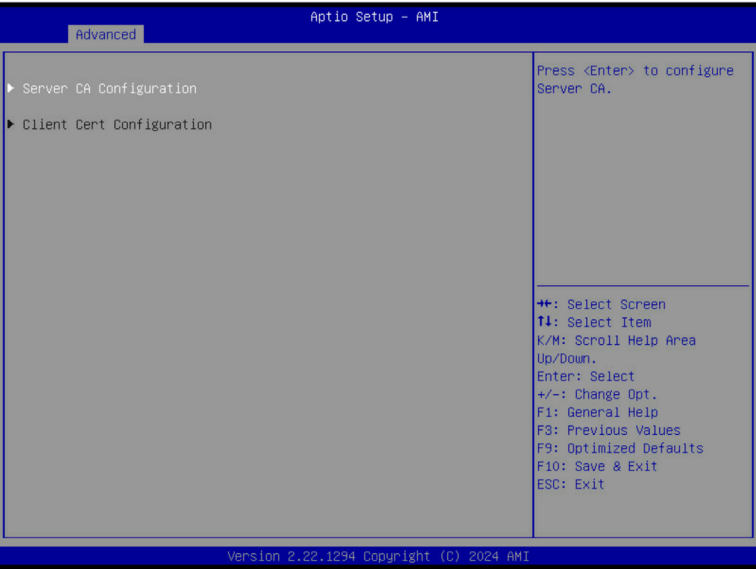 Aptio Setup – AMI
Advanced
Server CA Configuration
Client Cert Configuration
Press <Enter> to configure
Server CA.
→←: Select Screen
↑↓: Select Item
K/M: Scroll Help Area
Up/Down.
Enter: Select
+/-: Change Opt.
F1: General Help
F3: Previous Values
F9: Optimized Defaults
F10: Save & Exit
ESC: Exit
Version 2.22.1294 Copyright (C) 2024 AMI